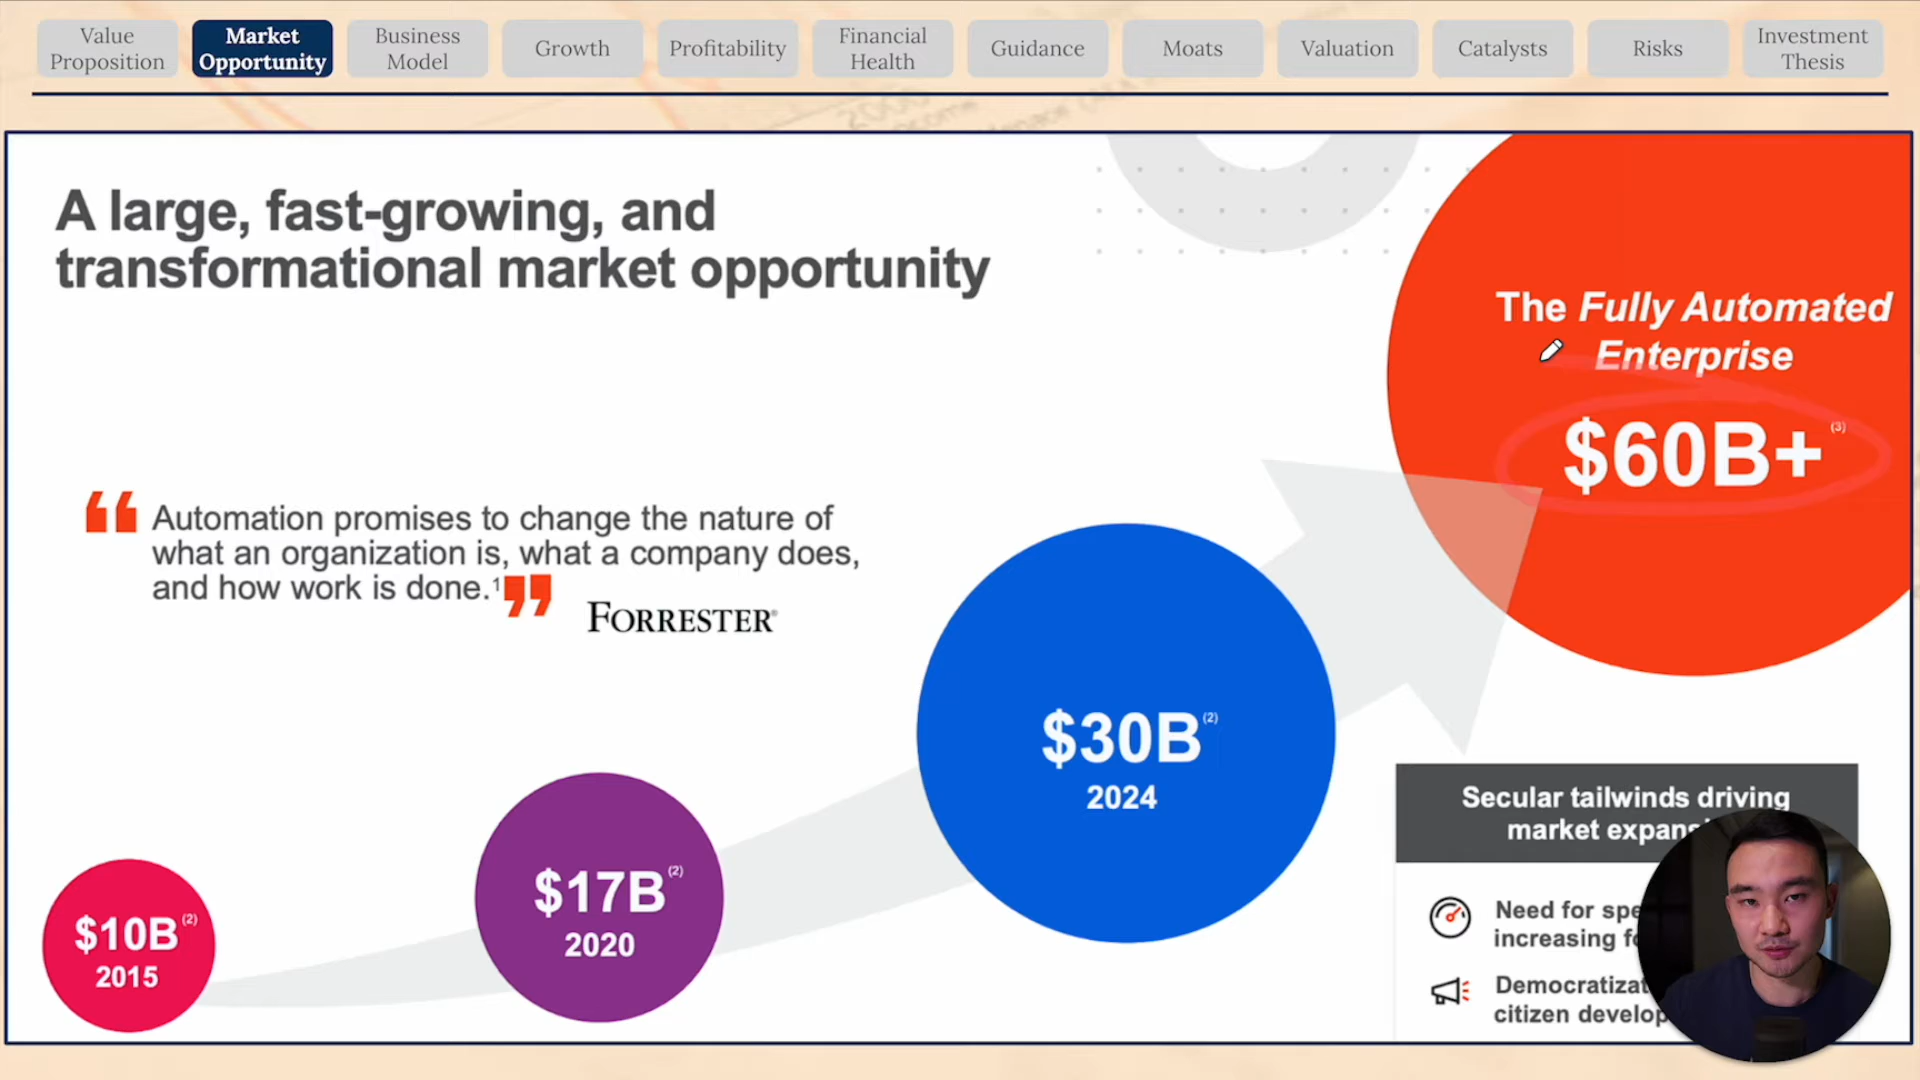 Value
Proposition
Market
Opportunity
Business
Model
Growth
Profitability
Financial
Health
Guidance
Moats
Valuation
Catalysts
Risks
Investment
Thesis
A large, fast-growing, and
transformational market opportunity
The Fully Automated
Enterprise
$60B+(3)
“ Automation promises to change the nature of
what an organization is, what a company does,
and how work is done.1 ”
FORRESTER®
$30B(2)
2024
$17B(2)
2020
$10B(2)
2015
Secular tailwinds driving
market expans
Need for spe
increasing fo
Democratizat
citizen develop